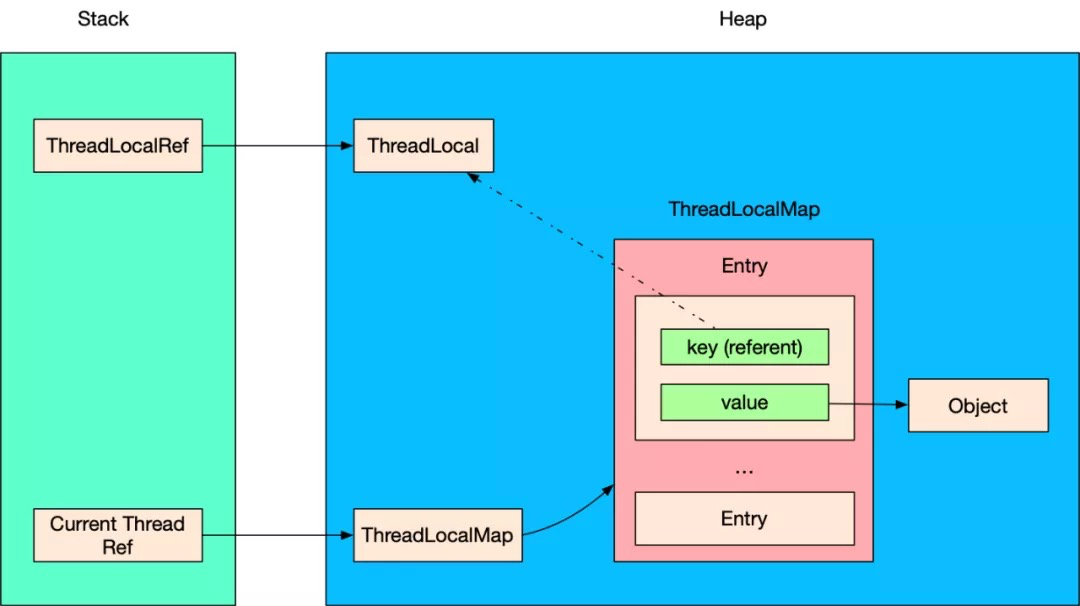 Stack
Heap
ThreadLocalRef
ThreadLocal
ThreadLocalMap
Entry
key (referent)
value
Object
...
Entry
Current Thread
Ref
ThreadLocalMap